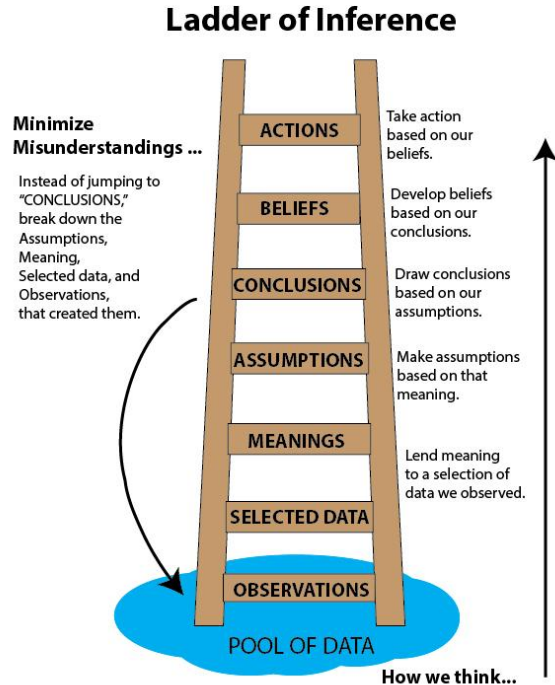 Ladder of Inference
Minimize
Misunderstandings ...
Instead of jumping to
“CONCLUSIONS,”
break down the
Assumptions,
Meaning,
Selected data, and
Observations,
that created them.
ACTIONS
BELIEFS
CONCLUSIONS
ASSUMPTIONS
MEANINGS
SELECTED DATA
OBSERVATIONS
POOL OF DATA
Take action
based on our
beliefs.
Develop beliefs
based on our
conclusions.
Draw conclusions
based on our
assumptions.
Make assumptions
based on that
meaning.
Lend meaning
to a selection of
data we observed.
How we think...